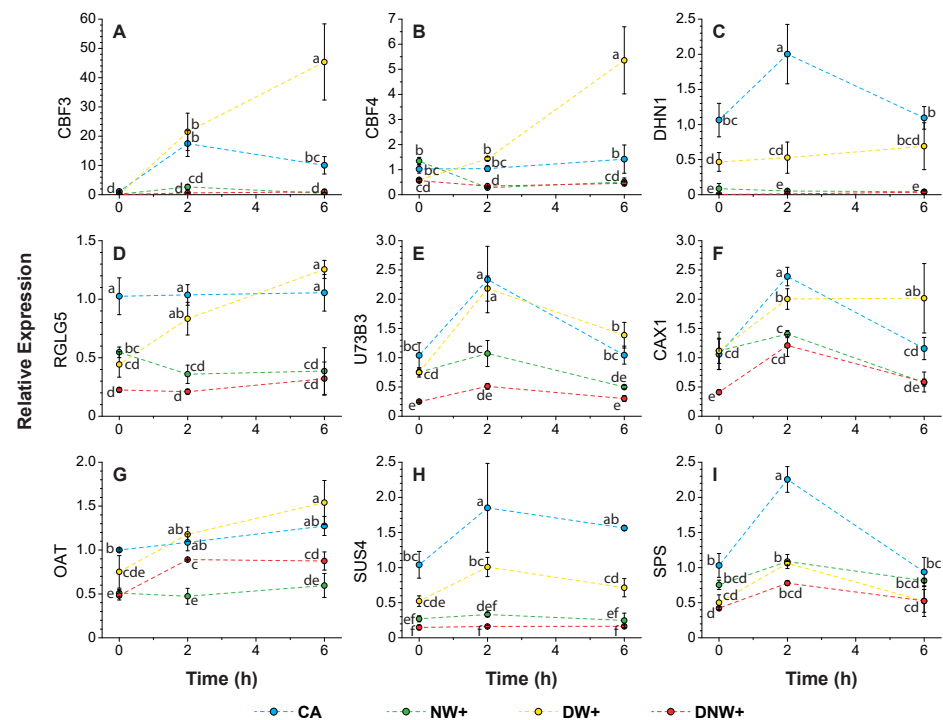 Relative Expression
A
CBF3
60
50
40
30
20
10
0
d
b
b
d
a
bc
d
0 2 4 6
B
CBF4
7
6
5
4
3
2
1
0
b
bc
cd
b
bc
d
a
cd
0 2 4 6
C
DHN1
2.5
2.0
1.5
1.0
0.5
0
bc
d
e
a
cd
e
b
bcd
e
0 2 4 6
D
RGLG5
1.5
1.0
0.5
0
a
bc
cd
d
a
ab
cd
d
a
a
cd
cd
0 2 4 6
E
U73B3
3.0
2.5
2.0
1.5
1.0
0.5
0
bc
cd
e
a
a
bc
de
b
bc
de
e
0 2 4 6
F
CAX1
3.0
2.5
2.0
1.5
1.0
0.5
0
cd
e
a
b
c
cd
ab
cd
de
0 2 4 6
G
OAT
2.0
1.5
1.0
0.5
0
b
cde
e
ab
ab
c
e
a
ab
cd
de
0 2 4 6
H
SUS4
2.5
2.0
1.5
1.0
0.5
0
bc
cde
ef
f
a
b
def
f
ab
cd
ef
f
0 2 4 6
I
SPS
2.5
2.0
1.5
1.0
0.5
0
b
bcd
cd
d
a
b
bcd
b
bcd
cd
0 2 4 6
Time (h) Time (h) Time (h)
CA NW+ DW+ DNW+